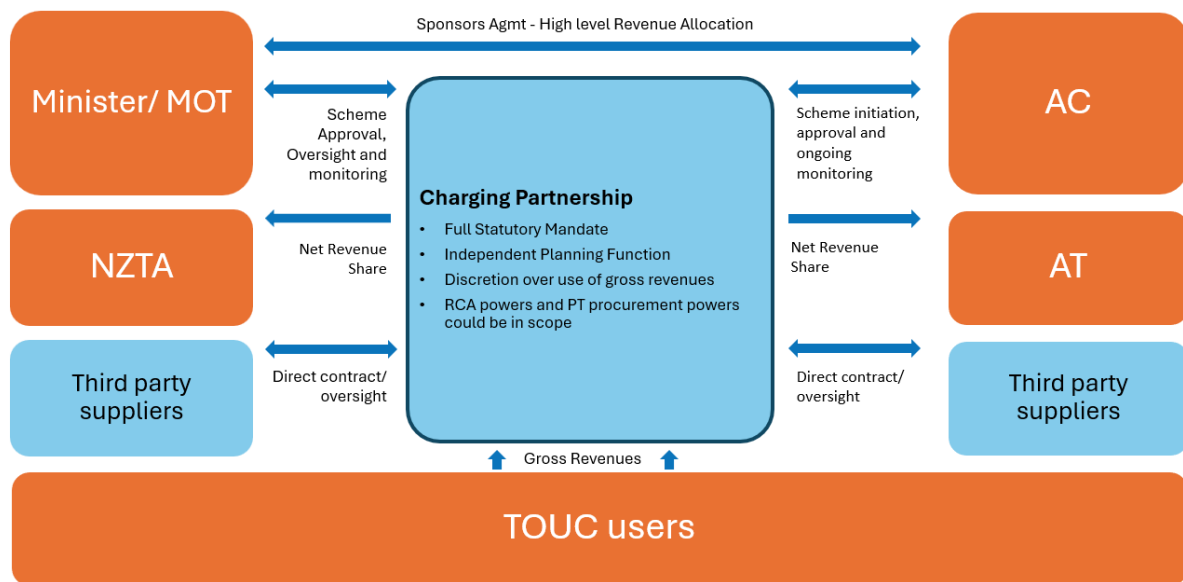 Sponsors Agmt - High level Revenue Allocation
Minister/ MOT
Scheme
Approval,
Oversight and
monitoring
Scheme initiation,
approval and
ongoing
monitoring
AC
Charging Partnership
• Full Statutory Mandate
• Independent Planning Function
• Discretion over use of gross revenues
• RCA powers and PT procurement powers
could be in scope
NZTA
Net Revenue
Share
Net Revenue
Share
AT
Third party
suppliers
Direct contract/
oversight
Direct contract/
oversight
Third party
suppliers
Gross Revenues
TOUC users